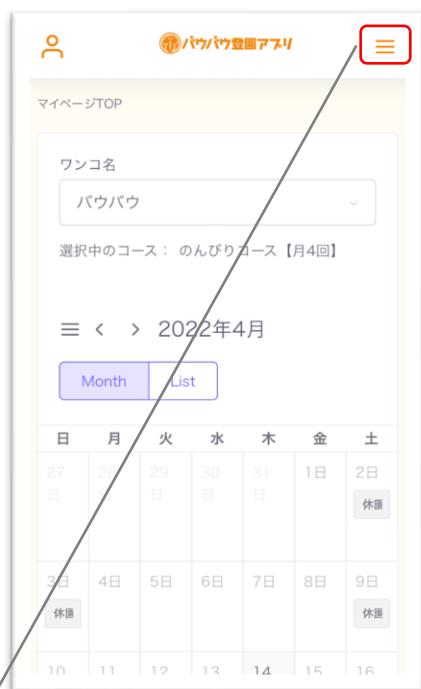 バウバウ登園アプリ
マイページTOP
ワンコ名
バウバウ
選択中のコース： のんびりコース【月4回】
2022年4月
Month List
日 月 火 水 木 金 土
27日 28日 29日 30日 31日 1日 2日
休園
3日 4日 5日 6日 7日 8日 9日
休園 休園
10 11 12 13 14 15 16